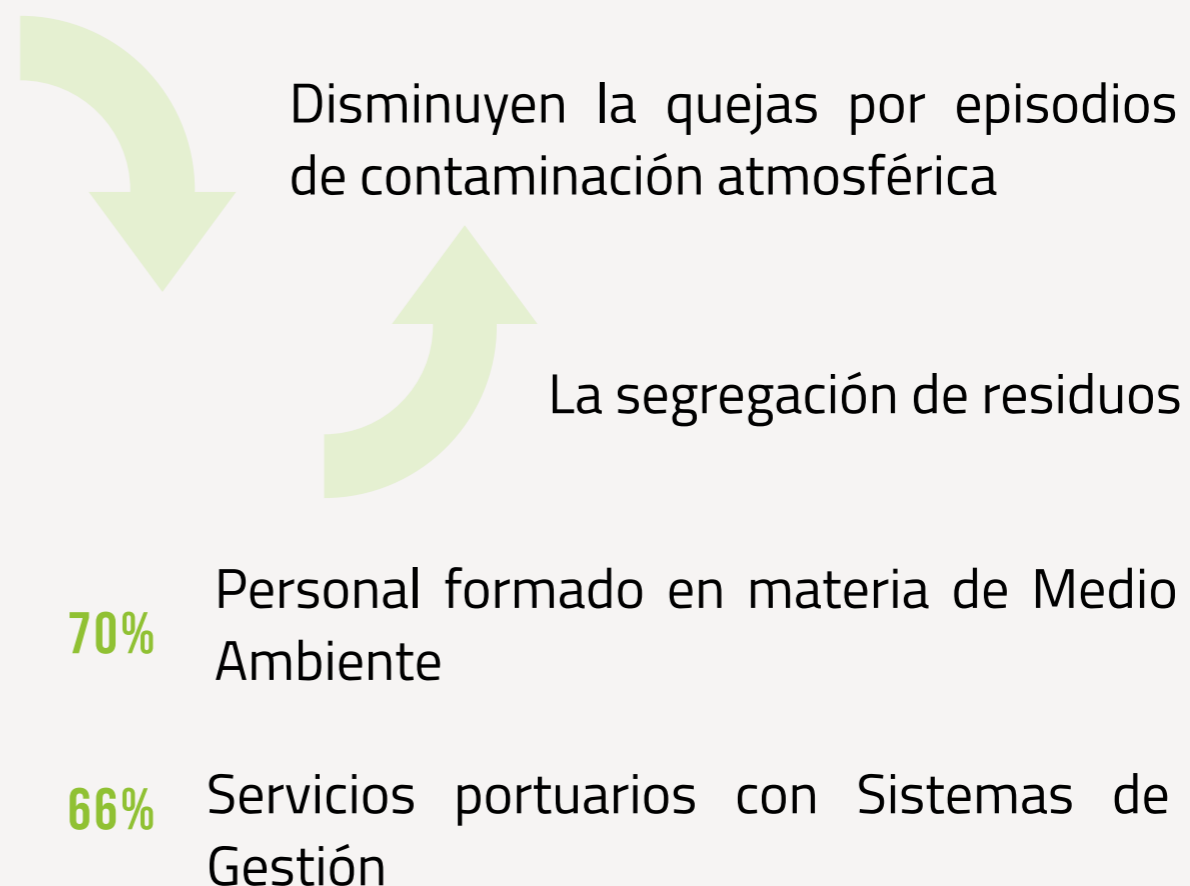 Disminuyen la quejas por episodios
de contaminación atmosférica
La segregación de residuos
70%
Personal formado en materia de Medio
Ambiente
66%
Servicios portuarios con Sistemas de
Gestión